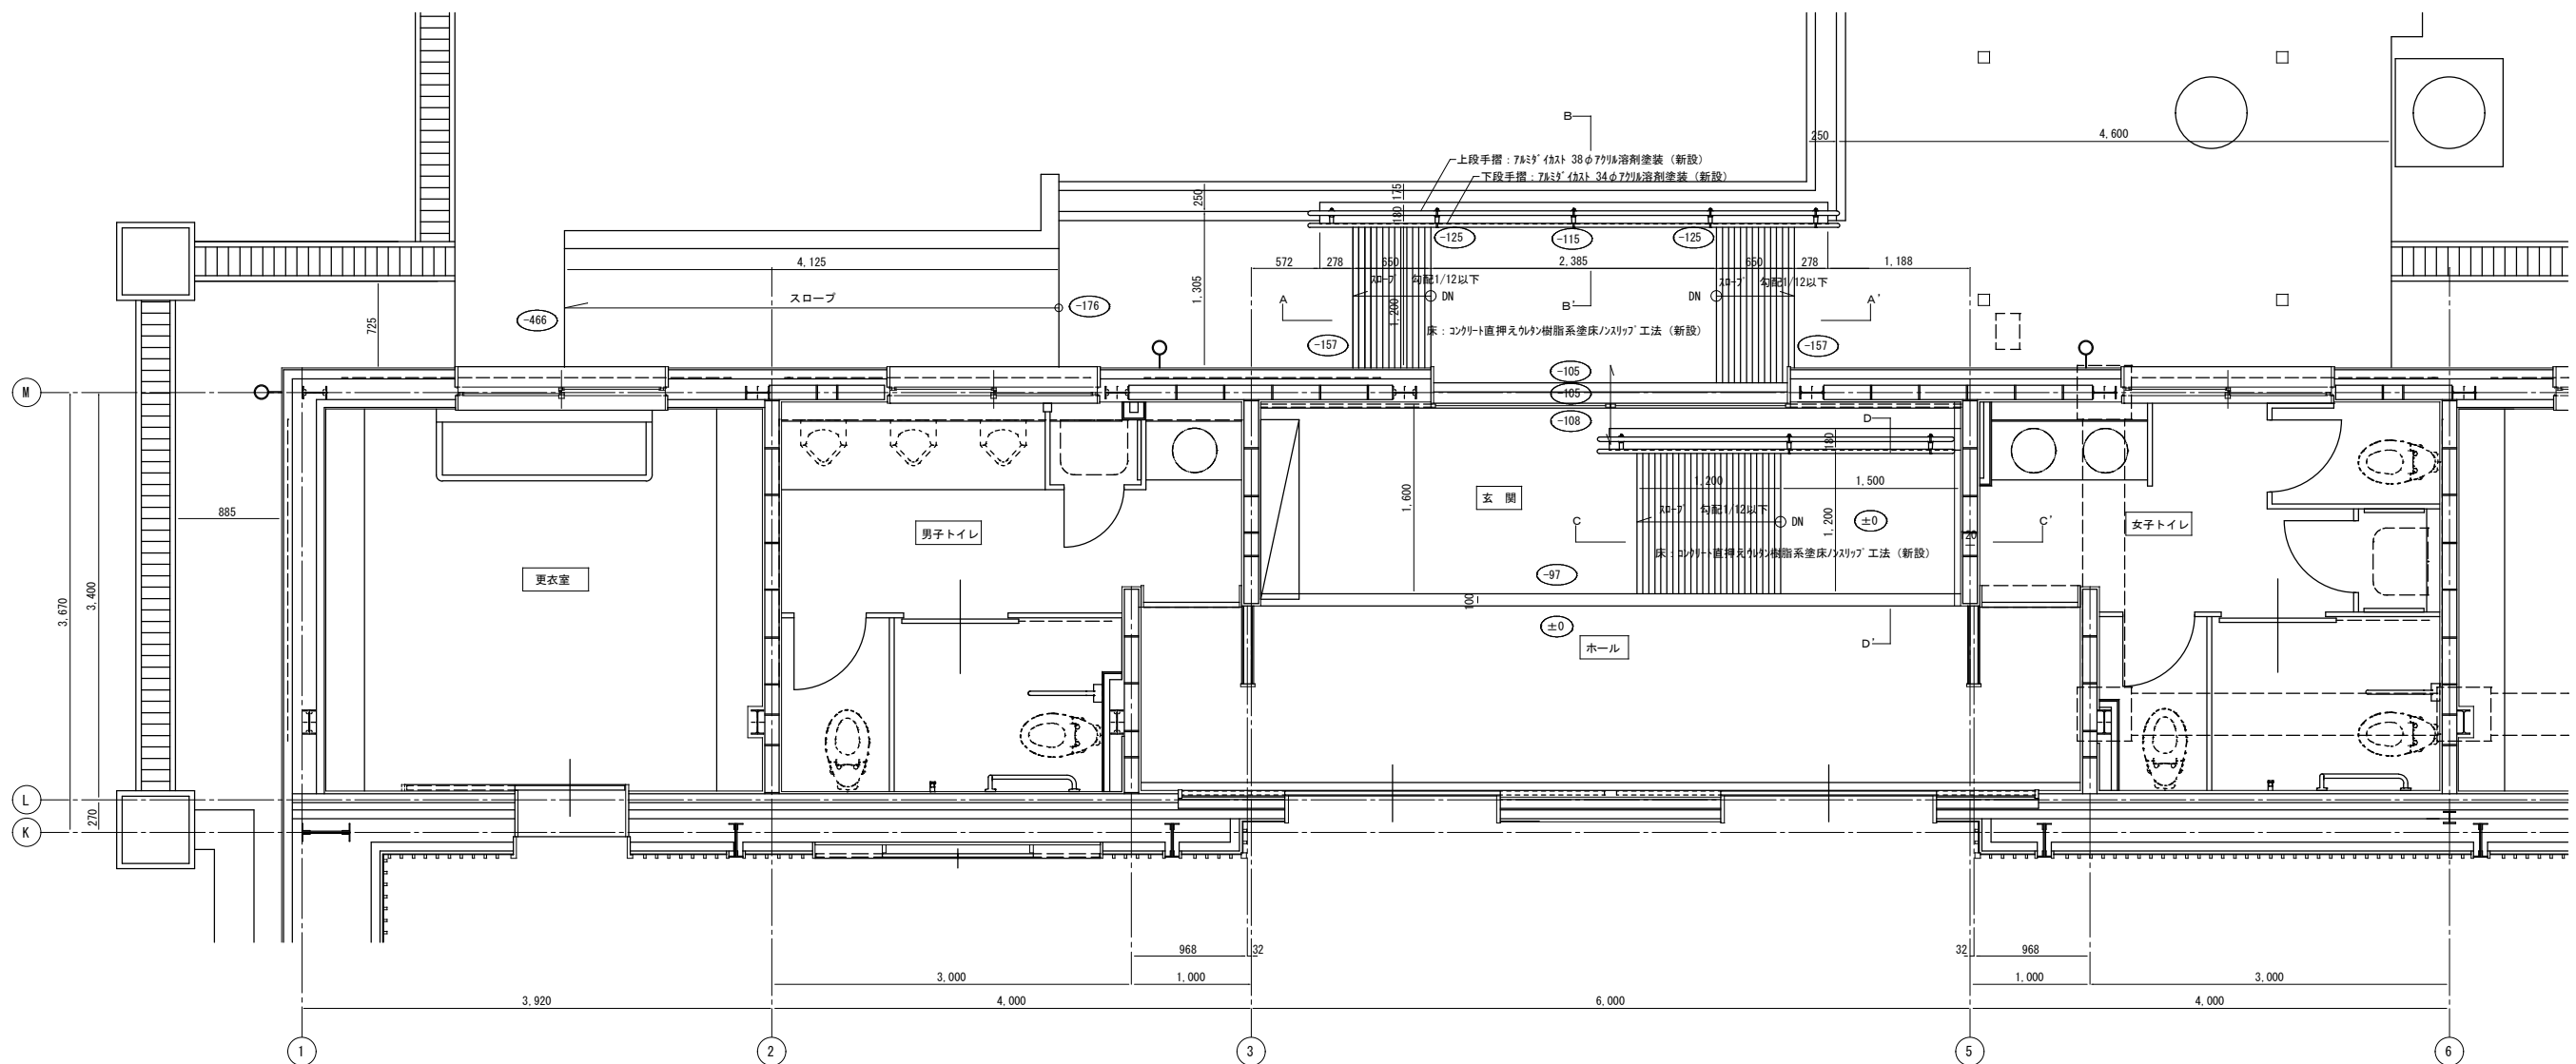 B
250
4,600
上段手摺：ｱﾙﾐﾀﾞｲｶｽﾄ 38φｱｸﾘﾙ溶剤塗装（新設）
下段手摺：ｱﾙﾐﾀﾞｲｶｽﾄ 34φｱｸﾘﾙ溶剤塗装（新設）
175
180
250
1,305
-125
-115
-125
4,125
572
278
650
2,385
650
278
1,188
ｽﾛｰﾌﾟ 勾配1/12以下
ｽﾛｰﾌﾟ 勾配1/12以下
スロープ
A
DN
B'
DN
A'
-466
-176
1,200
725
床：ｺﾝｸﾘｰﾄ直押えｳﾚﾀﾝ樹脂系塗床ﾉﾝｽﾘｯﾌﾟ工法（新設）
-157
-157
-105
M
-105
-108
D
180
1,200
1,500
1,600
玄　関
885
ｽﾛｰﾌﾟ 勾配1/12以下
男子トイレ
C
DN
±0
1,200
C'
女子トイレ
120
床：ｺﾝｸﾘｰﾄ直押えｳﾚﾀﾝ樹脂系塗床ﾉﾝｽﾘｯﾌﾟ工法（新設）
更衣室
-97
3,400
3,670
100
±0
ホール
D'
L
270
K
968
32
32
968
3,000
1,000
1,000
3,000
3,920
4,000
6,000
4,000
1
2
3
5
6